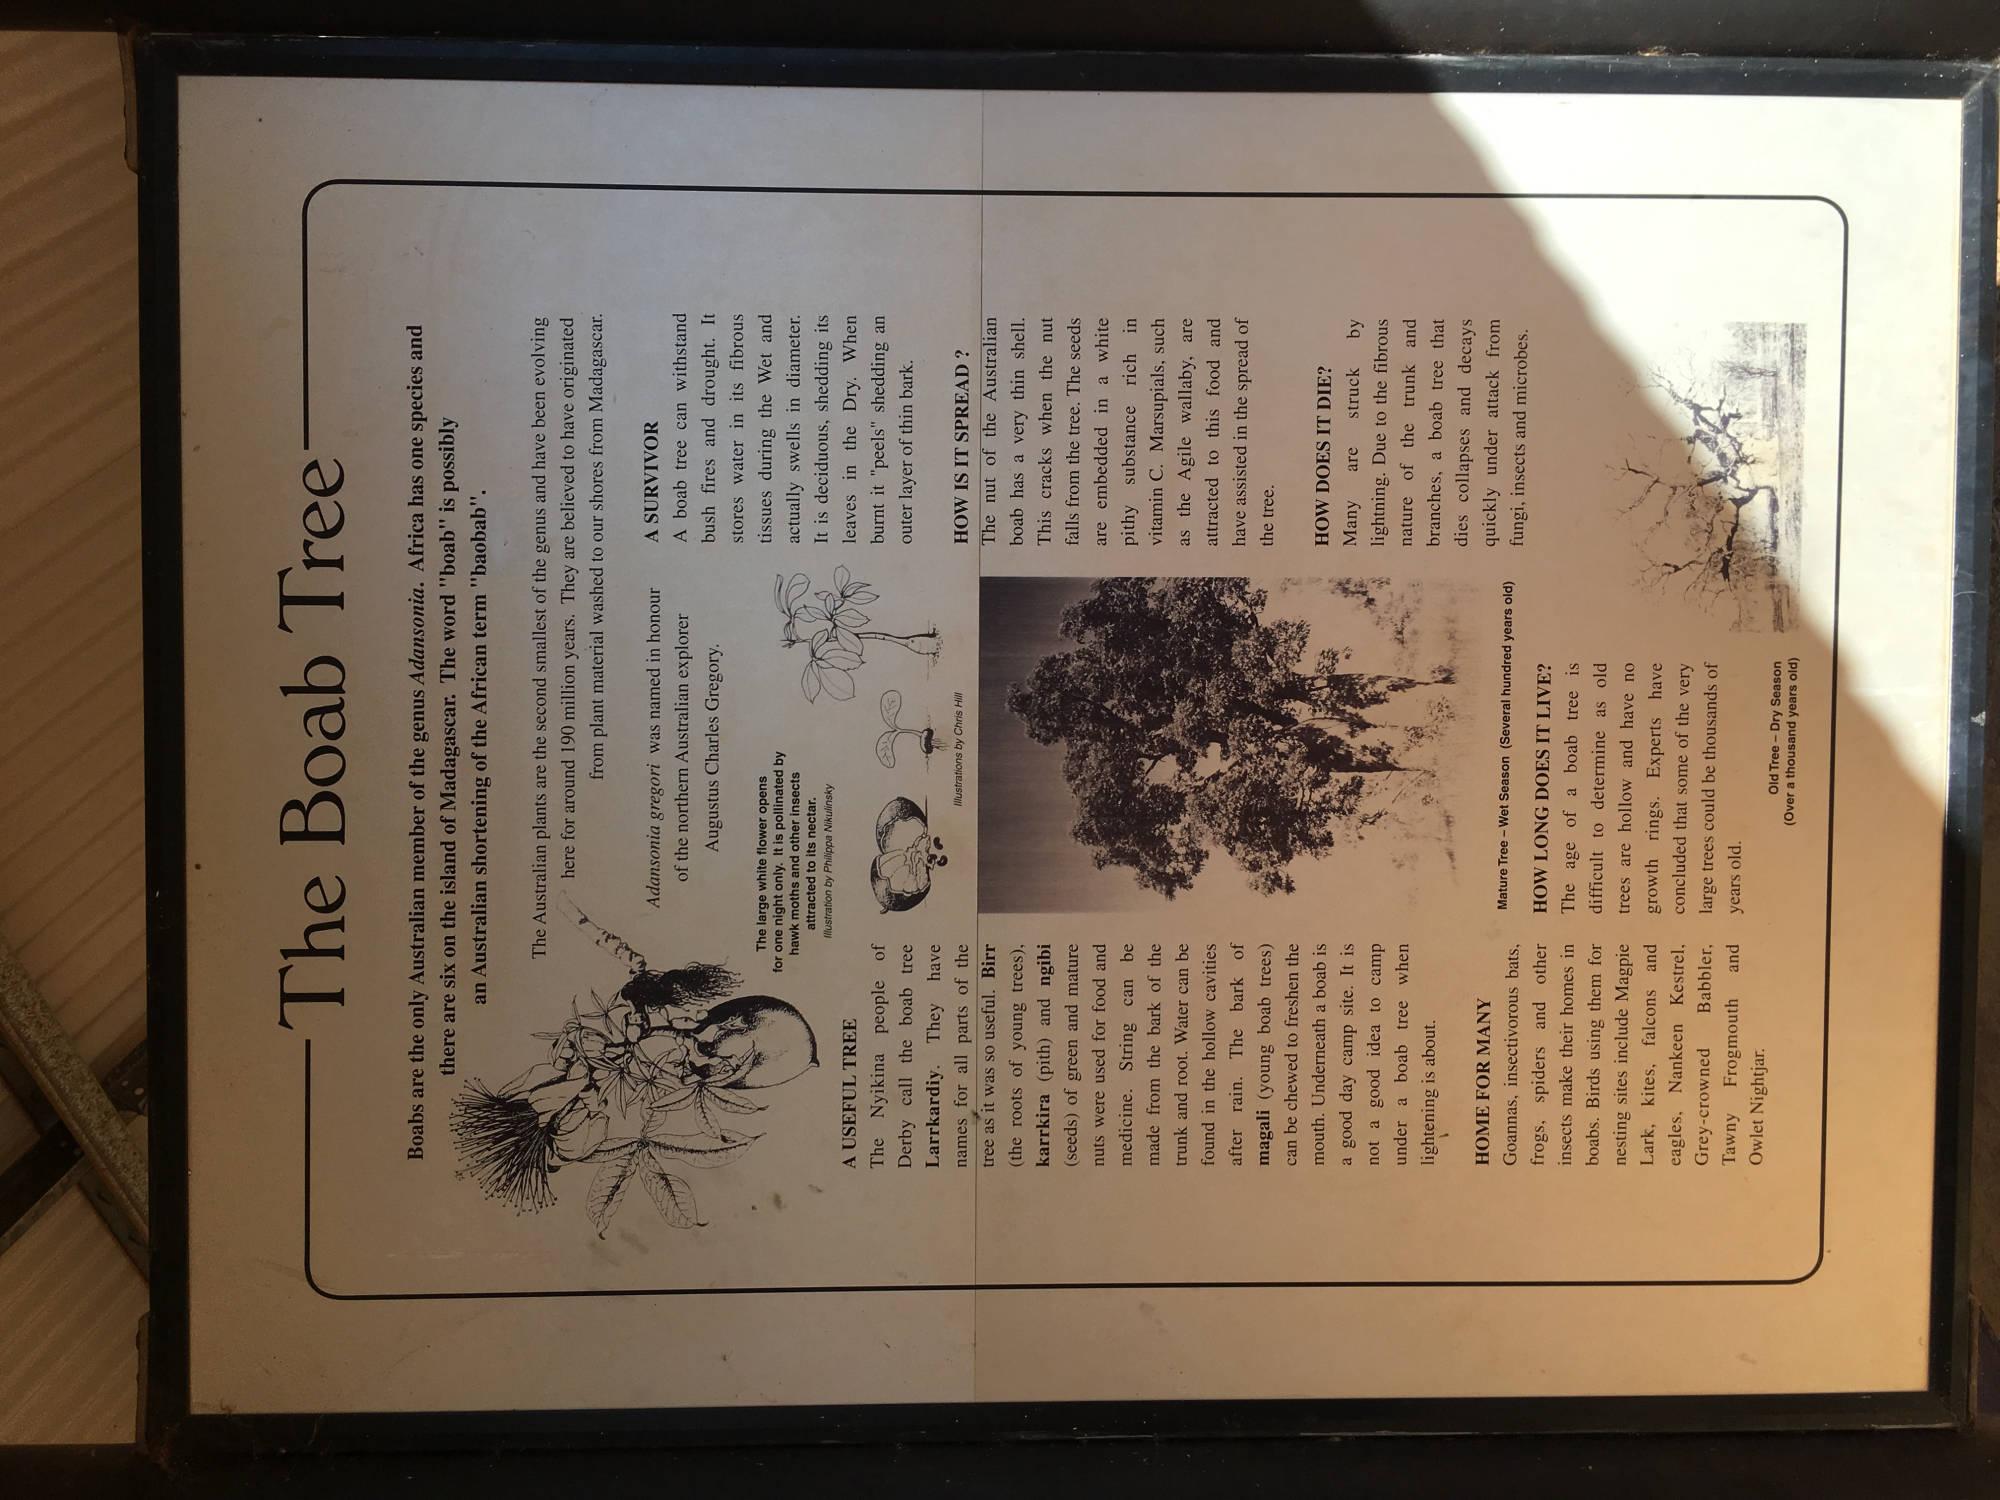 The Boab Tree
Boabs are the only Australian member of the genus Adansonia. Africa has one species and
there are six on the island of Madagascar. The word "boab" is possibly
an Australian shortening of the African term "baobab".
The Australian plants are the second smallest of the genus and have been evolving
here for around 190 million years. They are believed to have originated
from plant material washed to our shores from Madagascar.
Adansonia gregori was named in honour
of the northern Australian explorer
Augustus Charles Gregory.
The large white flower opens
for one night only. It is pollinated by
hawk moths and other insects
attracted to its nectar.
Illustration by Philippa Nikulinsky
Illustrations by Chris Hill
A USEFUL TREE
The Nyikina people of
Derby call the boab tree
Larrkardiy. They have
names for all parts of the
tree as it was so useful. Birr
(the roots of young trees),
karrkira (pith) and ngibi
(seeds) of green and mature
nuts were used for food and
medicine. String can be
made from the bark of the
trunk and root. Water can be
found in the hollow cavities
after rain. The bark of
magali (young boab trees)
can be chewed to freshen the
mouth. Underneath a boab is
a good day camp site. It is
not a good idea to camp
under a boab tree when
lightening is about.
HOME FOR MANY
Goannas, insectivorous bats,
frogs, spiders and other
insects make their homes in
boabs. Birds using them for
nesting sites include Magpie
Lark, kites, falcons and
eagles, Nankeen Kestrel,
Grey-crowned Babbler,
Tawny Frogmouth and
Owlet Nightjar.
Mature Tree – Wet Season (Several hundred years old)
HOW LONG DOES IT LIVE?
The age of a boab tree is
difficult to determine as old
trees are hollow and have no
growth rings. Experts have
concluded that some of the very
large trees could be thousands of
years old.
Old Tree – Dry Season
(Over a thousand years old)
A SURVIVOR
A boab tree can withstand
bush fires and drought. It
stores water in its fibrous
tissues during the Wet and
actually swells in diameter.
It is deciduous, shedding its
leaves in the Dry. When
burnt it "peels" shedding an
outer layer of thin bark.
HOW IS IT SPREAD ?
The nut of the Australian
boab has a very thin shell.
This cracks when the nut
falls from the tree. The seeds
are embedded in a white
pithy substance rich in
vitamin C. Marsupials, such
as the Agile wallaby, are
attracted to this food and
have assisted in the spread of
the tree.
HOW DOES IT DIE?
Many are struck by
lightning. Due to the fibrous
nature of the trunk and
branches, a boab tree that
dies collapses and decays
quickly under attack from
fungi, insects and microbes.